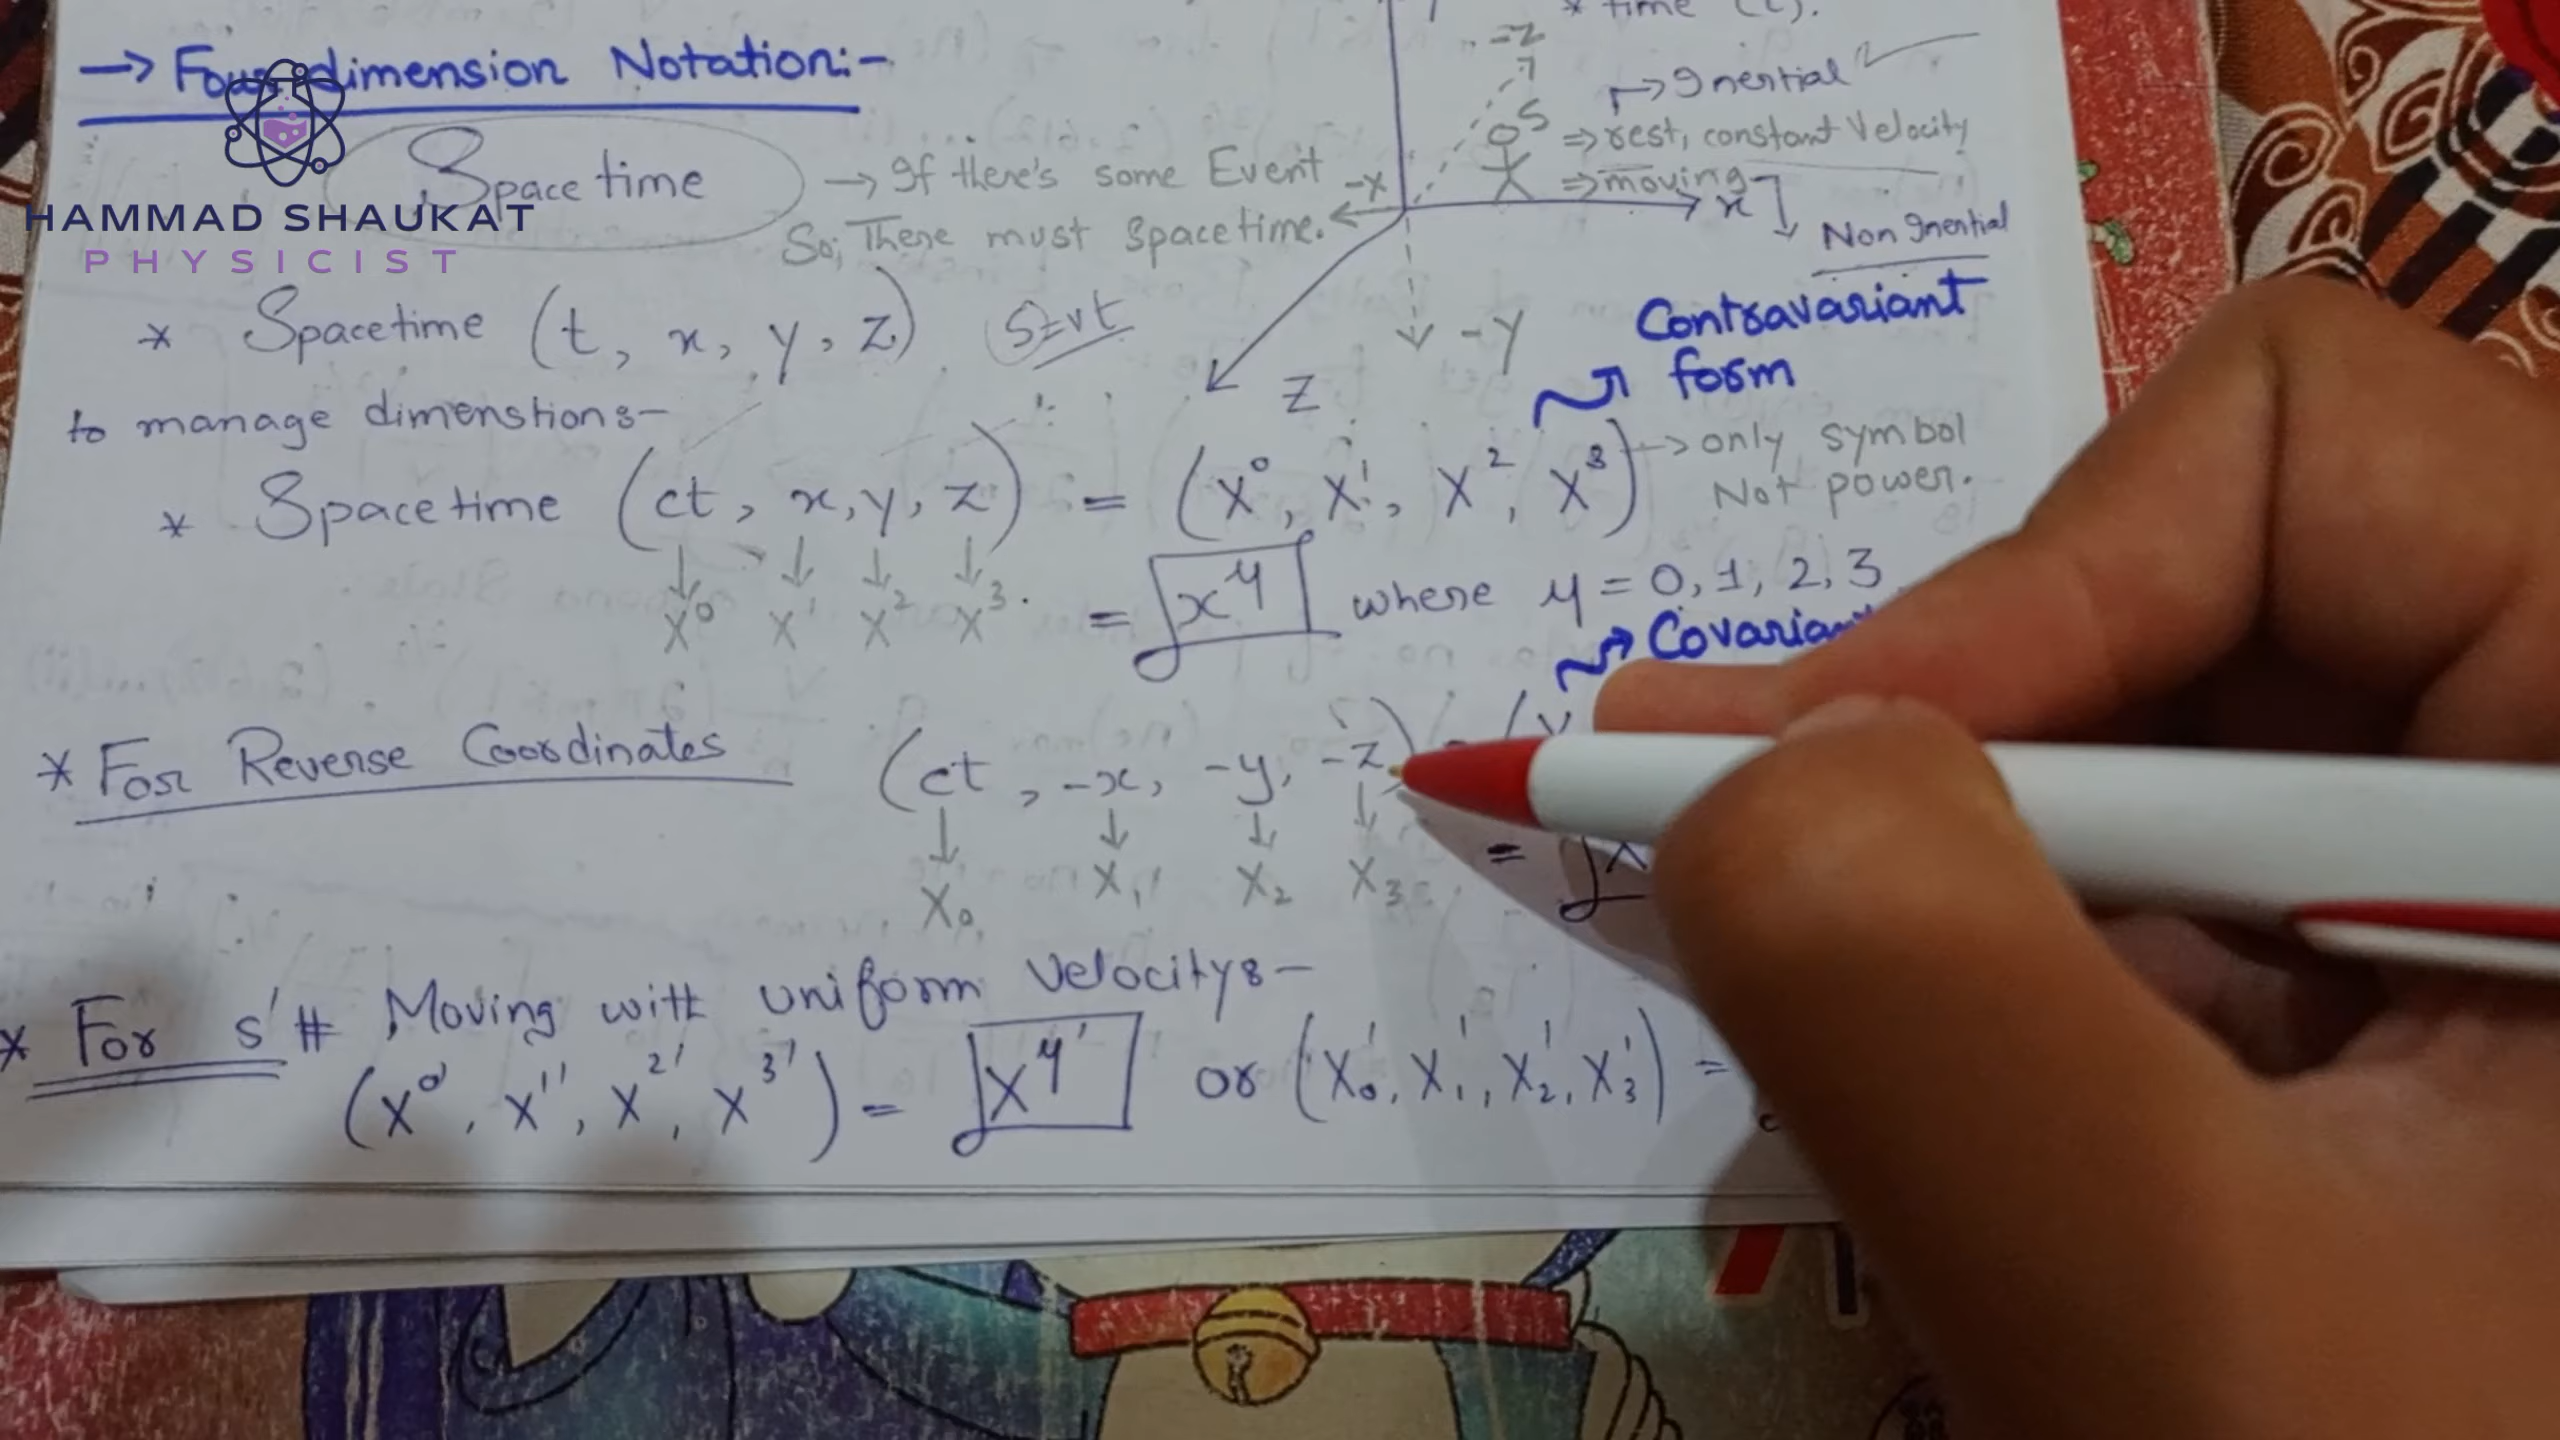 * time (t).
→ Four dimension Notation:-
HAMMAD SHAUKAT
PHYSICIST
Space time → If there's some Event
So; There must spacetime.
-z
S
→ Inertial ✓
⇒ rest, constant Velocity
⇒ moving
Non Inertial
-x
x
-y
z
* Spacetime (t, x, y, z) S=vt
to manage dimenstions-
Contravariant
form
* Spacetime (ct, x, y, z) = (X⁰, X¹, X², X³) → only symbol
Not power.
↓ ↓ ↓ ↓
X⁰ X¹ X² X³.
= x^μ where μ = 0, 1, 2, 3
Covariant
* For Reverse Coordinates (ct, -x, -y, -z) = (X
↓ ↓ ↓ ↓
X₀, X₁ X₂ X₃
= X
* For s' # Moving with uniform Velocity:-
(X⁰', X¹', X²', X³') = X^μ' or (X₀', X₁', X₂', X₃') =